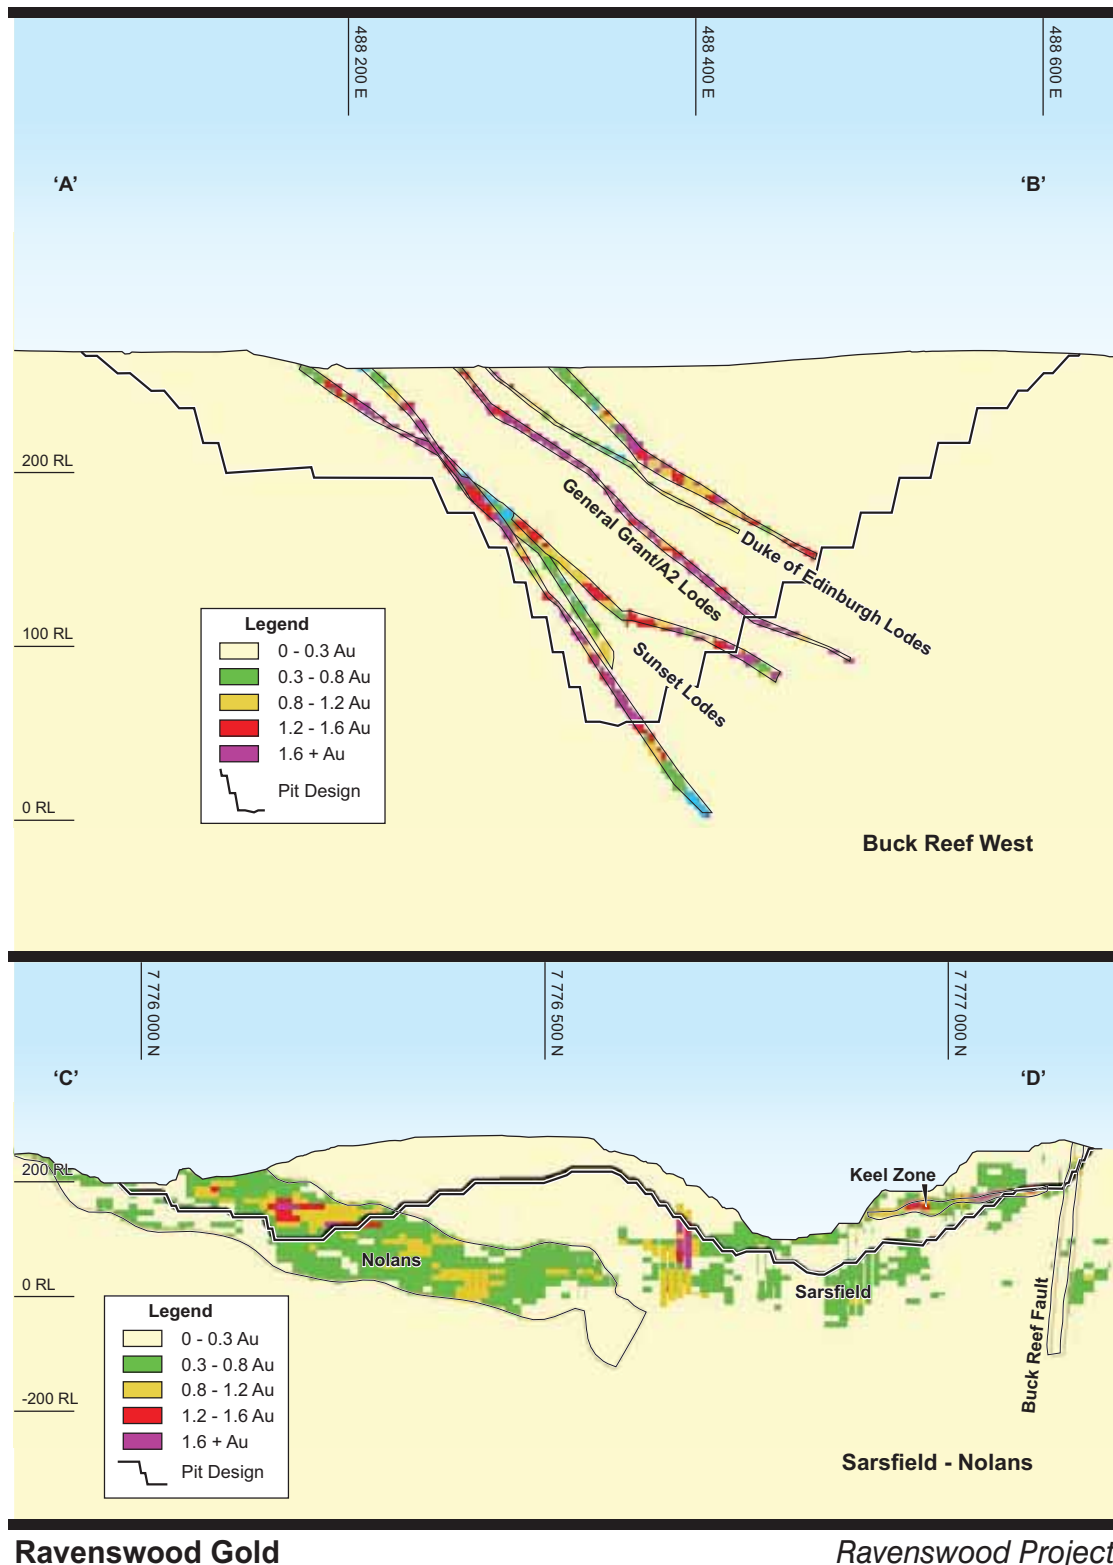 488 200 E
488 400 E
488 600 E
‘A’
‘B’
200 RL
100 RL
0 RL
General Grant/A2 Lodes
Duke of Edinburgh Lodes
Sunset Lodes
Legend
0 - 0.3 Au
0.3 - 0.8 Au
0.8 - 1.2 Au
1.2 - 1.6 Au
1.6 + Au
Pit Design
Buck Reef West
7 776 000 N
7 776 500 N
7 777 000 N
‘C’
‘D’
200 RL
0 RL
-200 RL
Keel Zone
Nolans
Sarsfield
Buck Reef Fault
Legend
0 - 0.3 Au
0.3 - 0.8 Au
0.8 - 1.2 Au
1.2 - 1.6 Au
1.6 + Au
Pit Design
Sarsfield - Nolans
Ravenswood Gold
Ravenswood Project